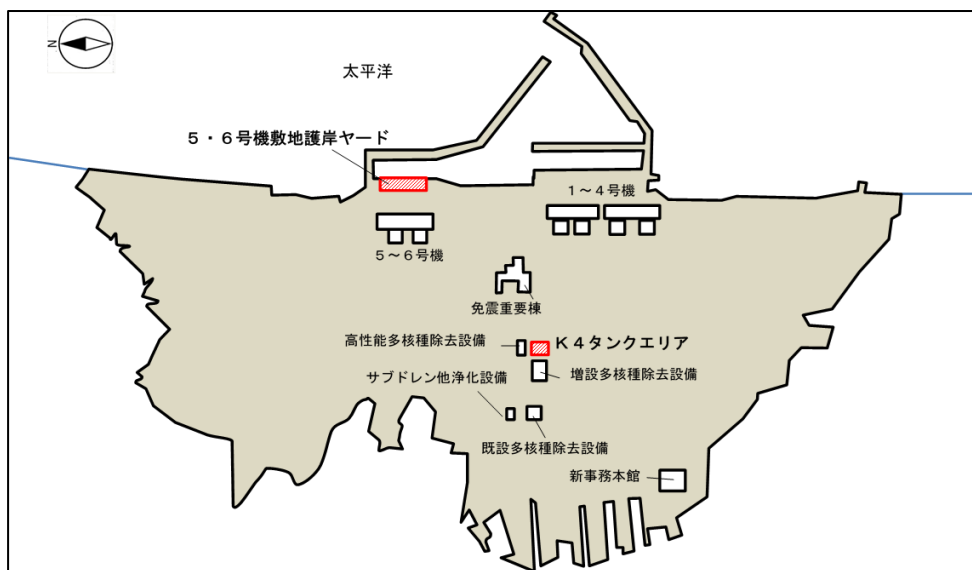 N
太平洋
５・６号機敷地護岸ヤード
１～４号機
５～６号機
免震重要棟
高性能多核種除去設備
Ｋ４タンクエリア
サブドレン他浄化設備
増設多核種除去設備
既設多核種除去設備
新事務本館